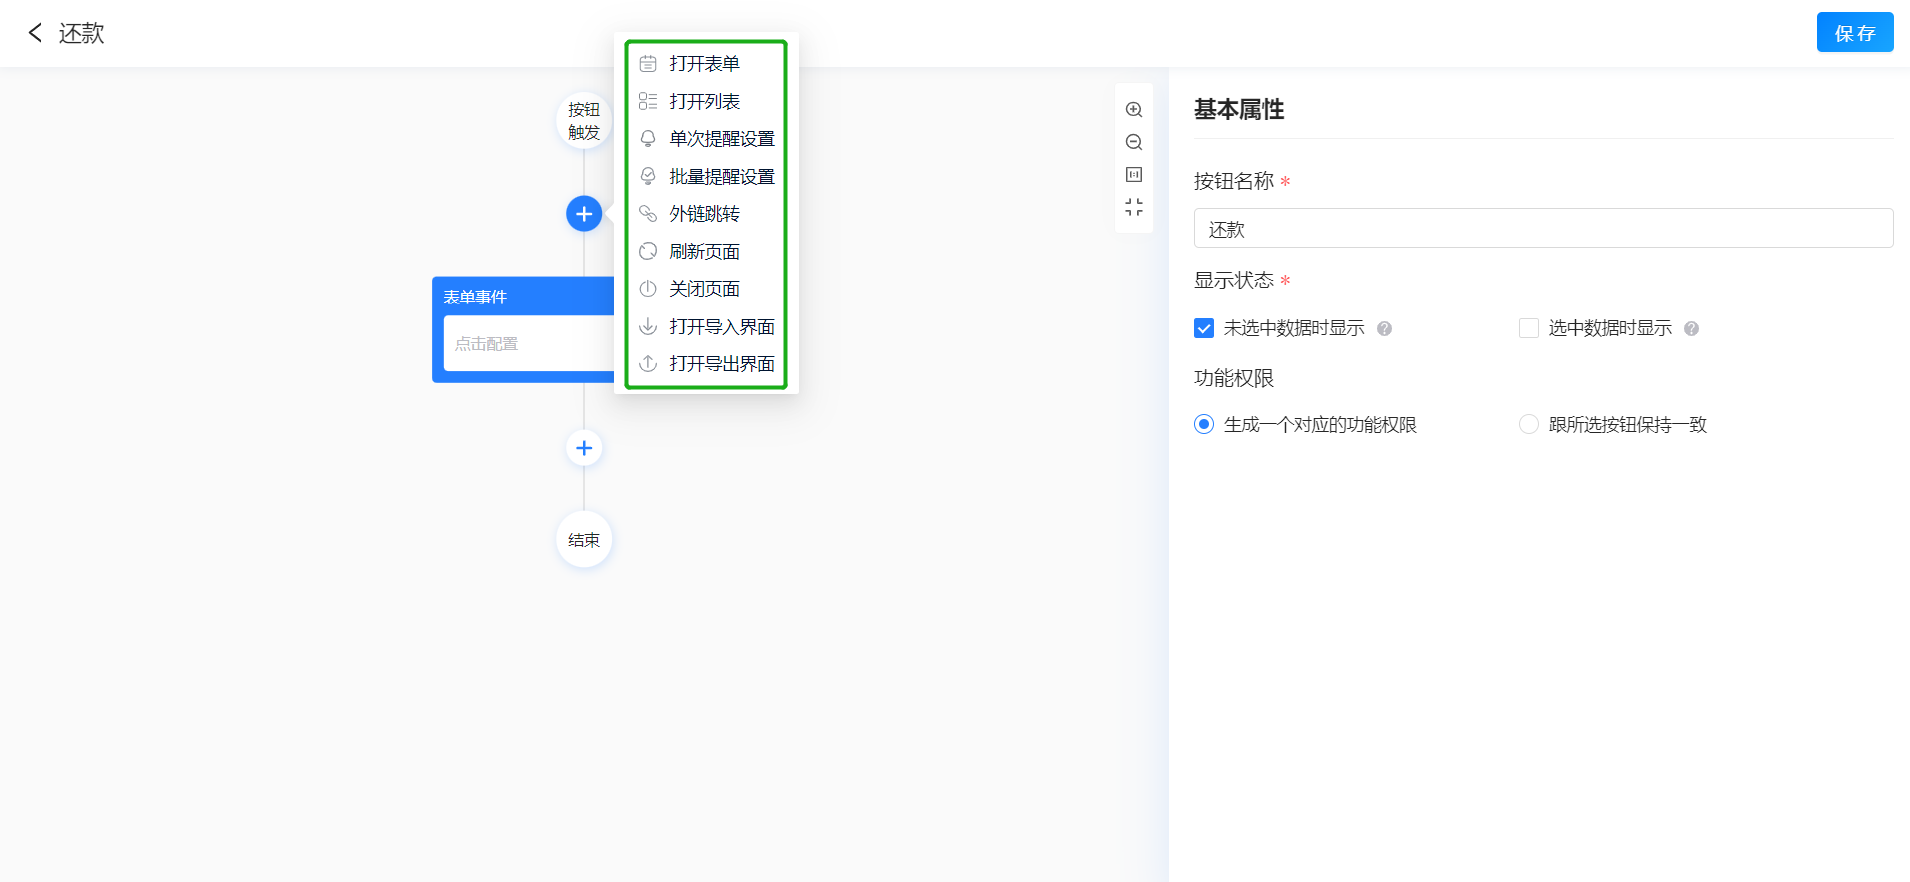 还款
保存
按钮
触发
打开表单
打开列表
单次提醒设置
批量提醒设置
外链跳转
刷新页面
关闭页面
打开导入界面
打开导出界面
表单事件
点击配置
结束
基本属性
按钮名称 *
还款
显示状态 *
未选中数据时显示
选中数据时显示
功能权限
生成一个对应的功能权限
跟所选按钮保持一致